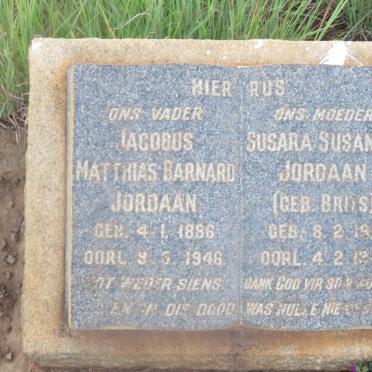 HIER RUS
ONS VADER
JACOBUS
MATTHIAS BARNARD
JORDAAN
GEB. 4.1.1886
OORL. 9.3.1946
TOT WEDER SIENS
EN IN DIE DOOD
ONS MOEDER
SUSARA SUSAN
JORDAAN
(GEB. BRITS)
GEB. 8.2.
OORL. 4.2.
DANK GOD VIR
WAS HULLE NIE